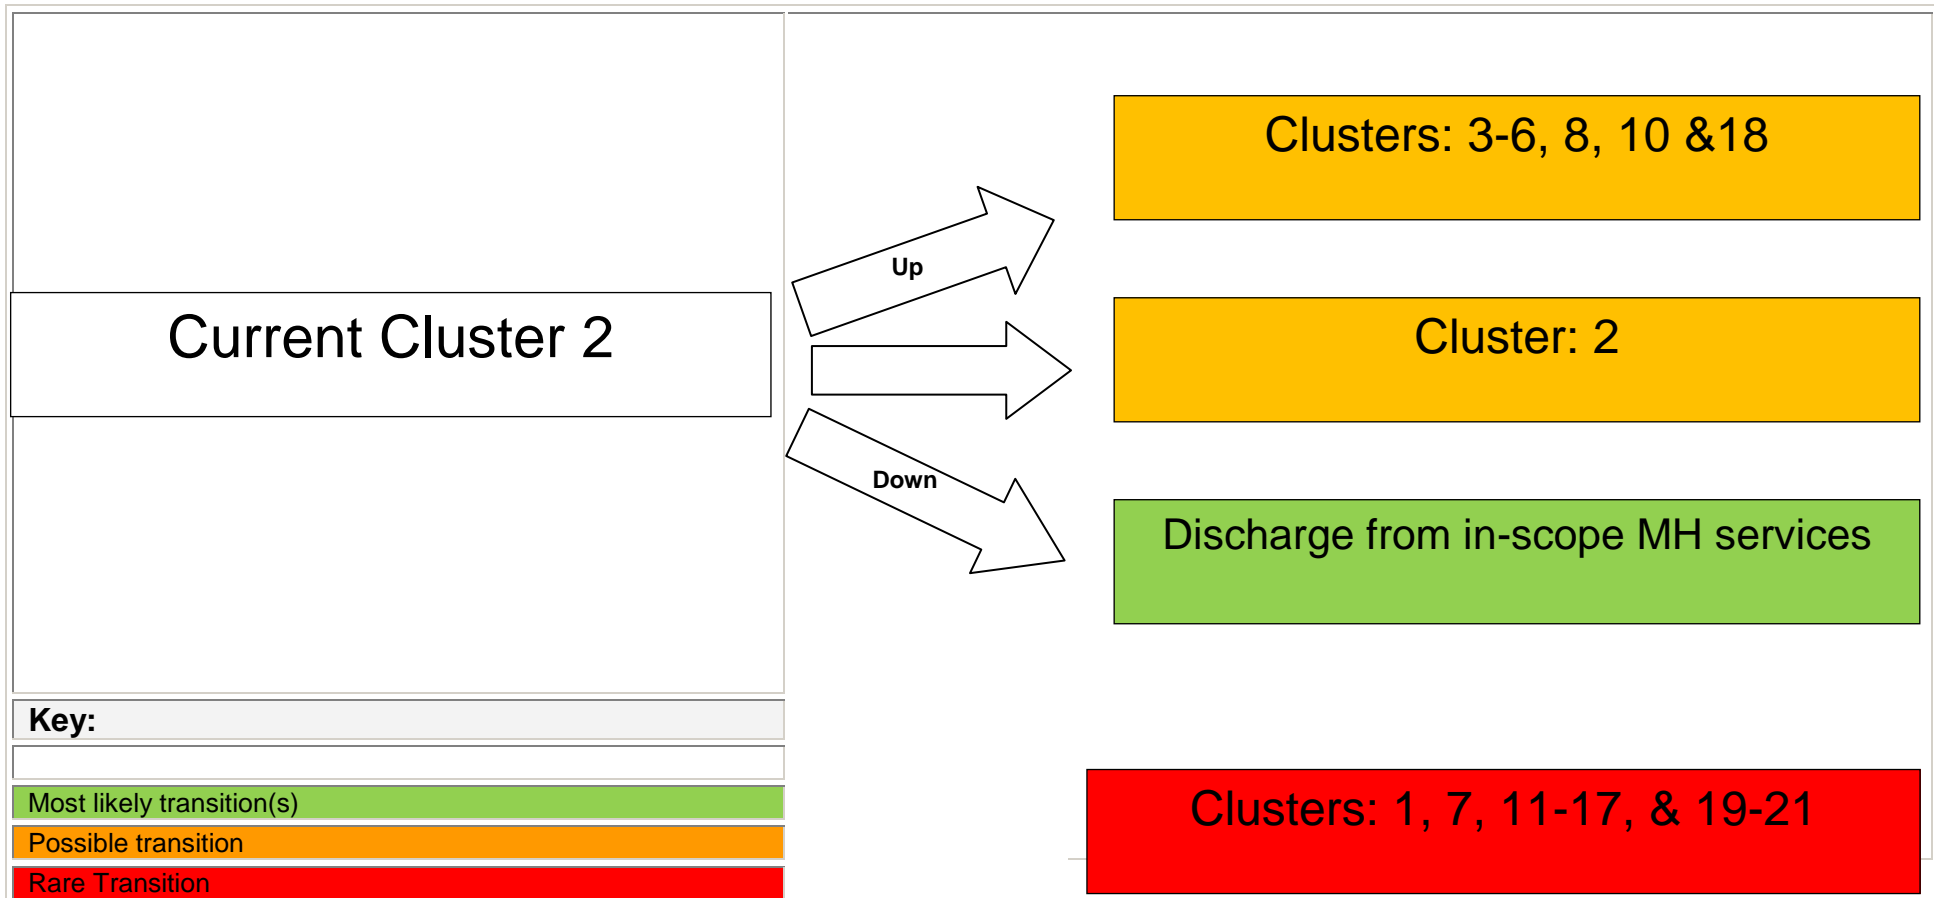 Current Cluster 2
Up
Down
Clusters: 3-6, 8, 10 &18
Cluster: 2
Discharge from in-scope MH services
Clusters: 1, 7, 11-17, & 19-21
Key:
Most likely transition(s)
Possible transition
Rare Transition